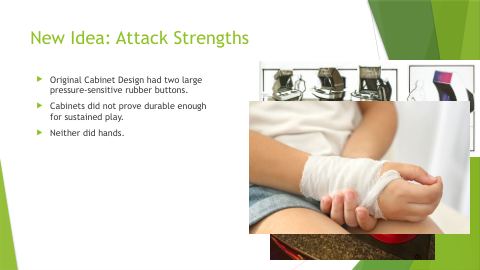 New Idea: Attack Strengths
Original Cabinet Design had two large
pressure-sensitive rubber buttons.
Cabinets did not prove durable enough
for sustained play.
Neither did hands.